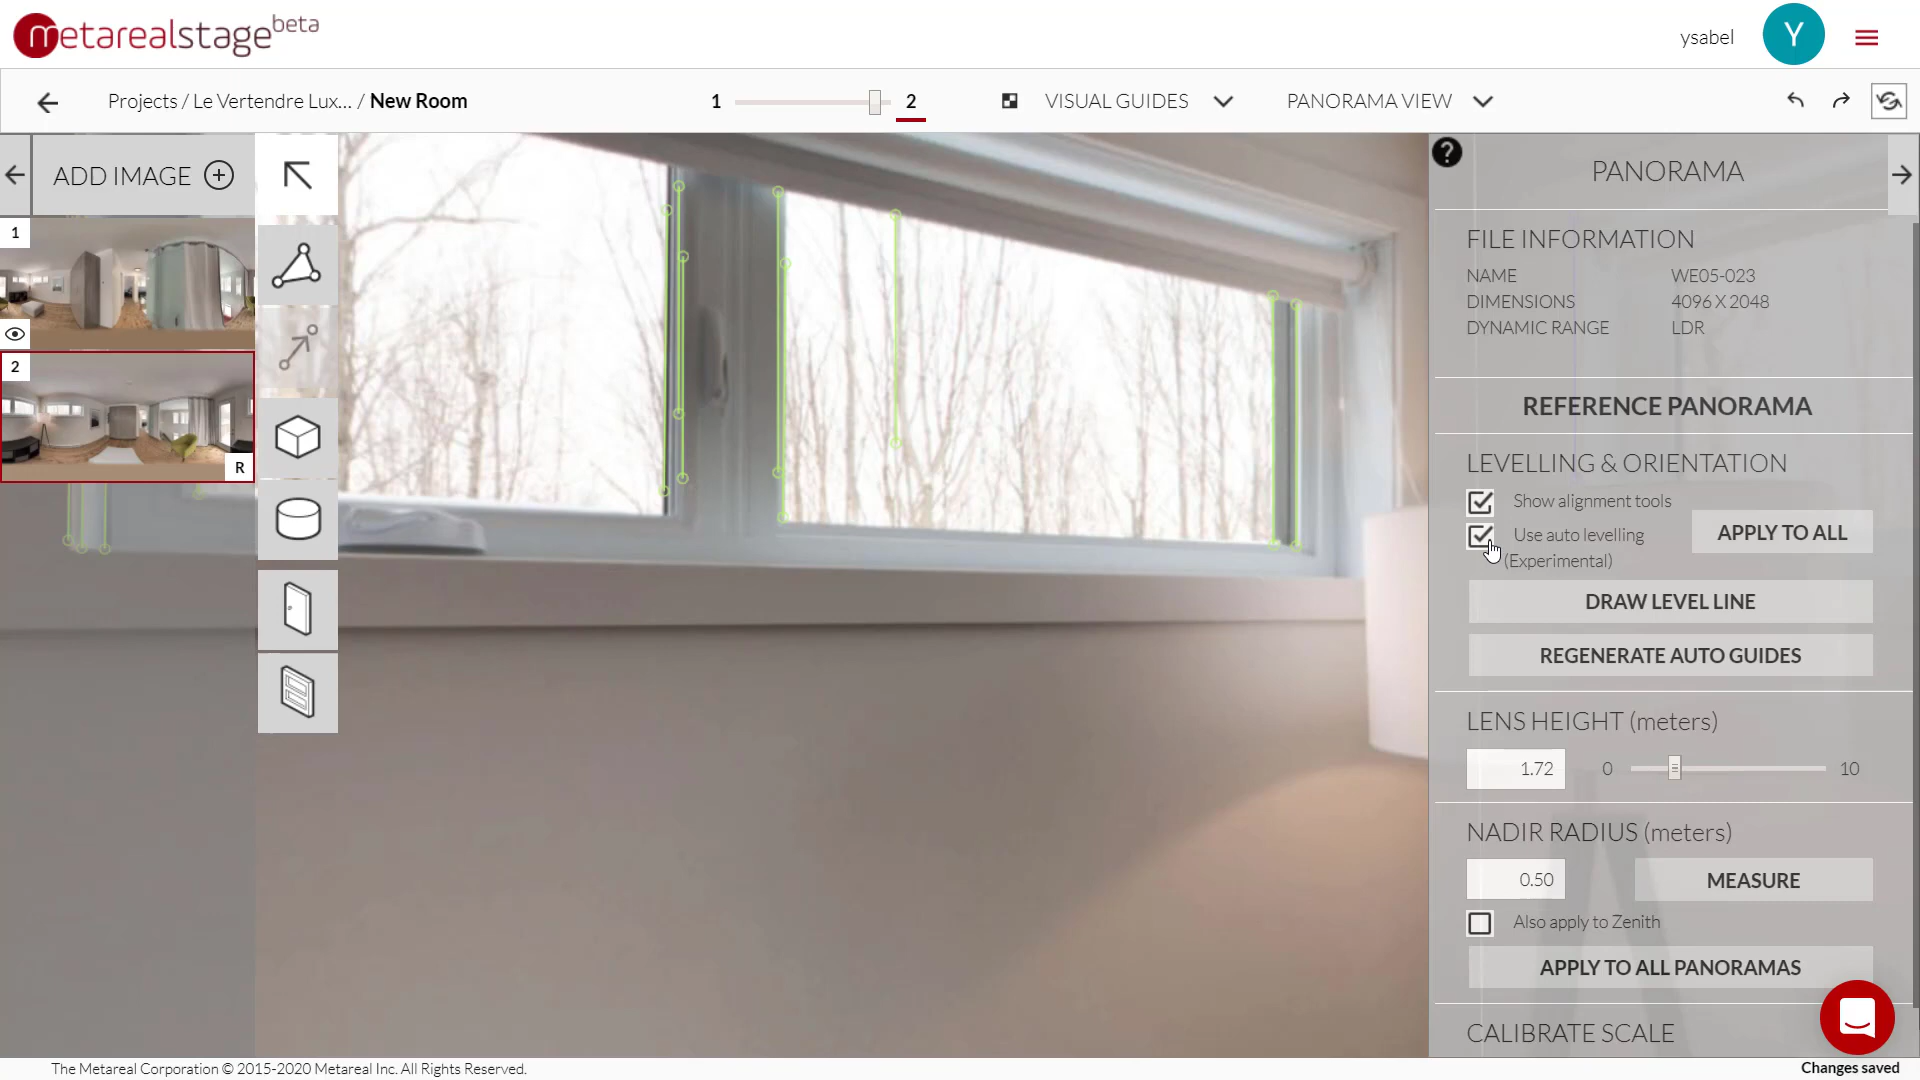 metarealstage beta
ysabel
Y
Projects / Le Vertendre Lux... / New Room
1
2
VISUAL GUIDES
PANORAMA VIEW
ADD IMAGE
1
2
R
?
PANORAMA
FILE INFORMATION
NAME WE05-023
DIMENSIONS 4096 X 2048
DYNAMIC RANGE LDR
REFERENCE PANORAMA
LEVELLING & ORIENTATION
Show alignment tools
Use auto levelling
(Experimental)
APPLY TO ALL
DRAW LEVEL LINE
REGENERATE AUTO GUIDES
LENS HEIGHT (meters)
1.72 0 10
NADIR RADIUS (meters)
0.50 MEASURE
Also apply to Zenith
APPLY TO ALL PANORAMAS
CALIBRATE SCALE
The Metareal Corporation © 2015-2020 Metareal Inc. All Rights Reserved.
Changes saved